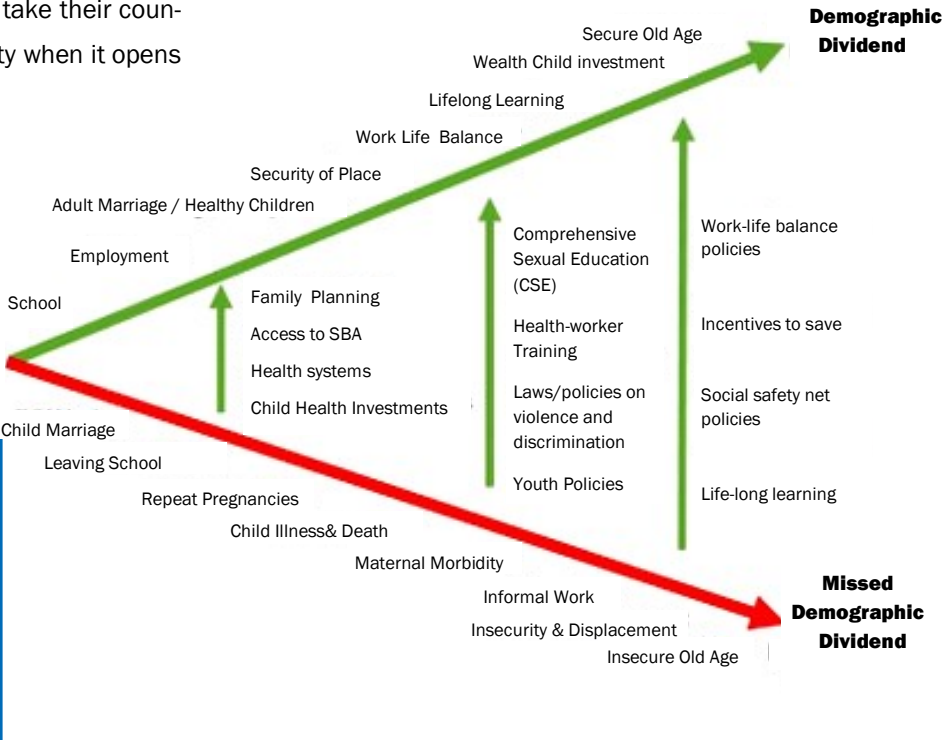 take their coun-
ty when it opens
Demographic
Dividend
Secure Old Age
Wealth Child investment
Lifelong Learning
Work Life Balance
Security of Place
Adult Marriage / Healthy Children
Employment
School
Family Planning
Access to SBA
Health systems
Child Health Investments
Comprehensive
Sexual Education
(CSE)
Health-worker
Training
Laws/policies on
violence and
discrimination
Youth Policies
Work-life balance
policies
Incentives to save
Social safety net
policies
Life-long learning
Child Marriage
Leaving School
Repeat Pregnancies
Child Illness& Death
Maternal Morbidity
Informal Work
Insecurity & Displacement
Insecure Old Age
Missed
Demographic
Dividend